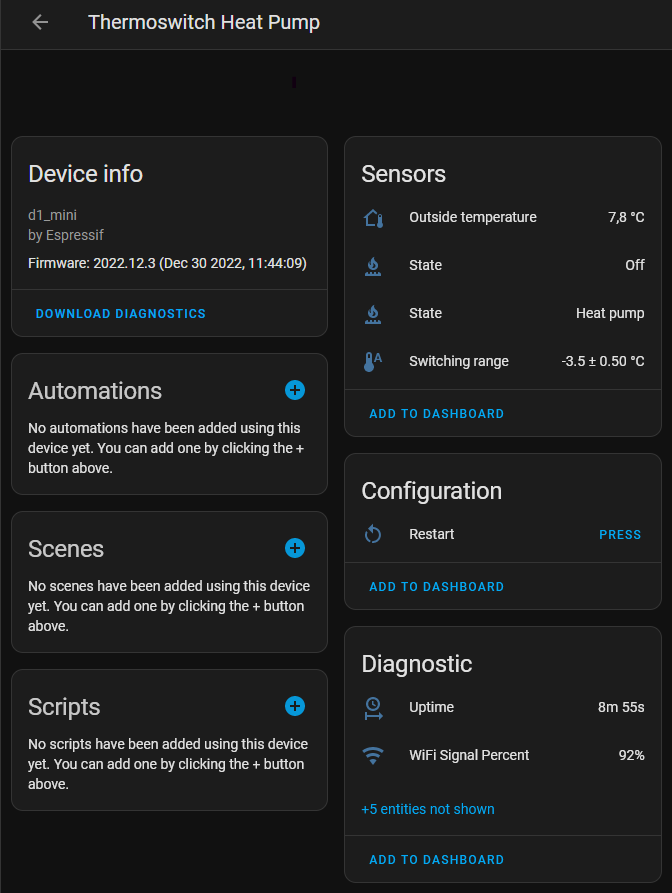 Thermoswitch Heat Pump
Device info
d1_mini
by Espressif
Firmware: 2022.12.3 (Dec 30 2022, 11:44:09)
DOWNLOAD DIAGNOSTICS
Automations
No automations have been added using this
device yet. You can add one by clicking the +
button above.
Scenes
No scenes have been added using this device
yet. You can add one by clicking the + button
above.
Scripts
No scripts have been added using this device
yet. You can add one by clicking the + button
above.
Sensors
Outside temperature 7,8 °C
State Off
State Heat pump
Switching range -3.5 ± 0.50 °C
ADD TO DASHBOARD
Configuration
Restart PRESS
ADD TO DASHBOARD
Diagnostic
Uptime 8m 55s
WiFi Signal Percent 92%
+5 entities not shown
ADD TO DASHBOARD